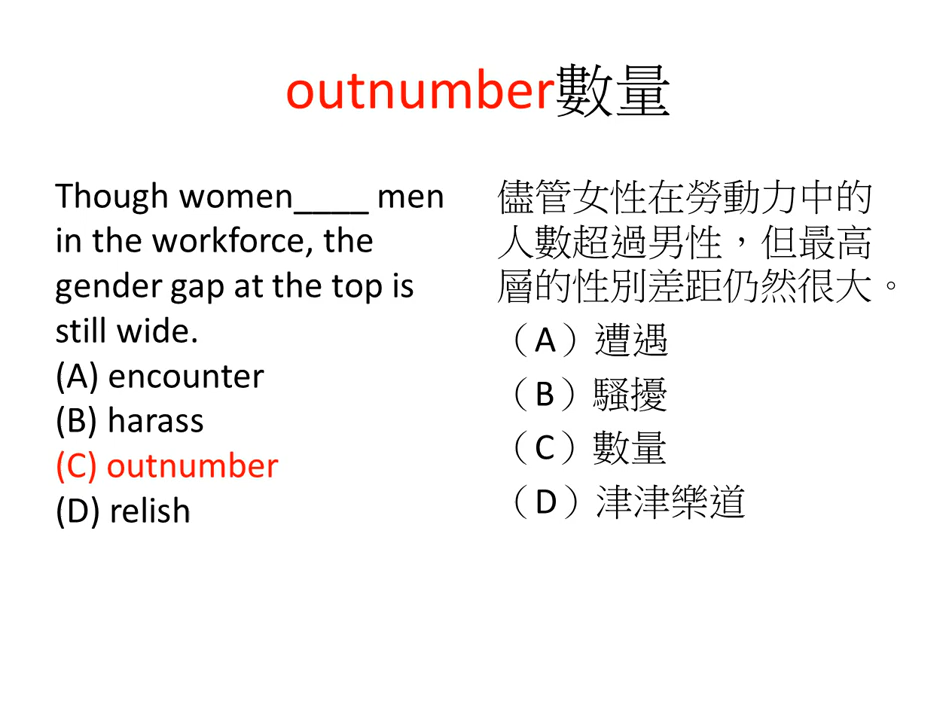 outnumber數量
Though women____ men
in the workforce, the
gender gap at the top is
still wide.
(A) encounter
(B) harass
(C) outnumber
(D) relish
儘管女性在勞動力中的
人數超過男性，但最高
層的性別差距仍然很大。
（A）遭遇
（B）騷擾
（C）數量
（D）津津樂道